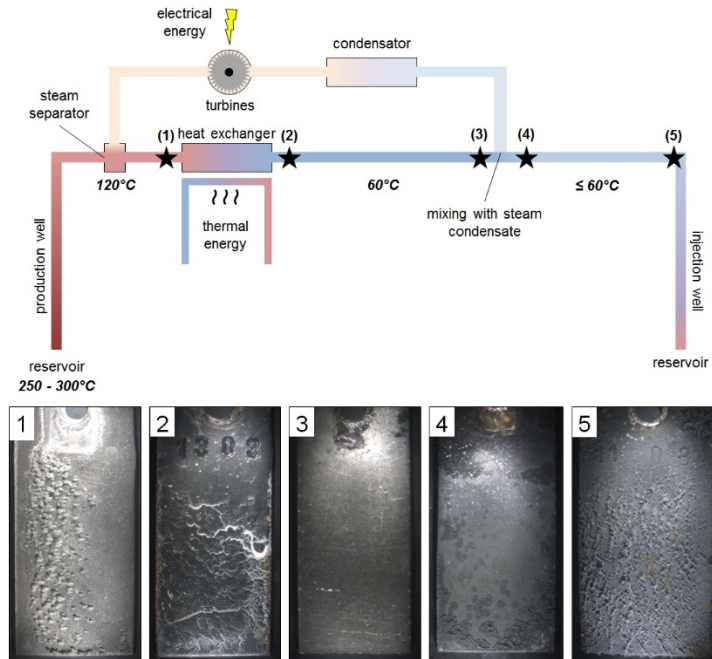 electrical
energy
condensator
steam
separator
turbines
(1)
heat exchanger
(2)
(3)
(4)
(5)
120°C
60°C
≤ 60°C
thermal
energy
mixing with steam
condensate
production well
injection well
reservoir
250 - 300°C
reservoir
1
2
3
4
5
1303